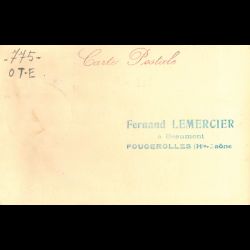 -775-
OT.E.
Carte Postale
Fernand LEMERCIER
à Beaumont
FOUGEROLLES (Hte-Saône